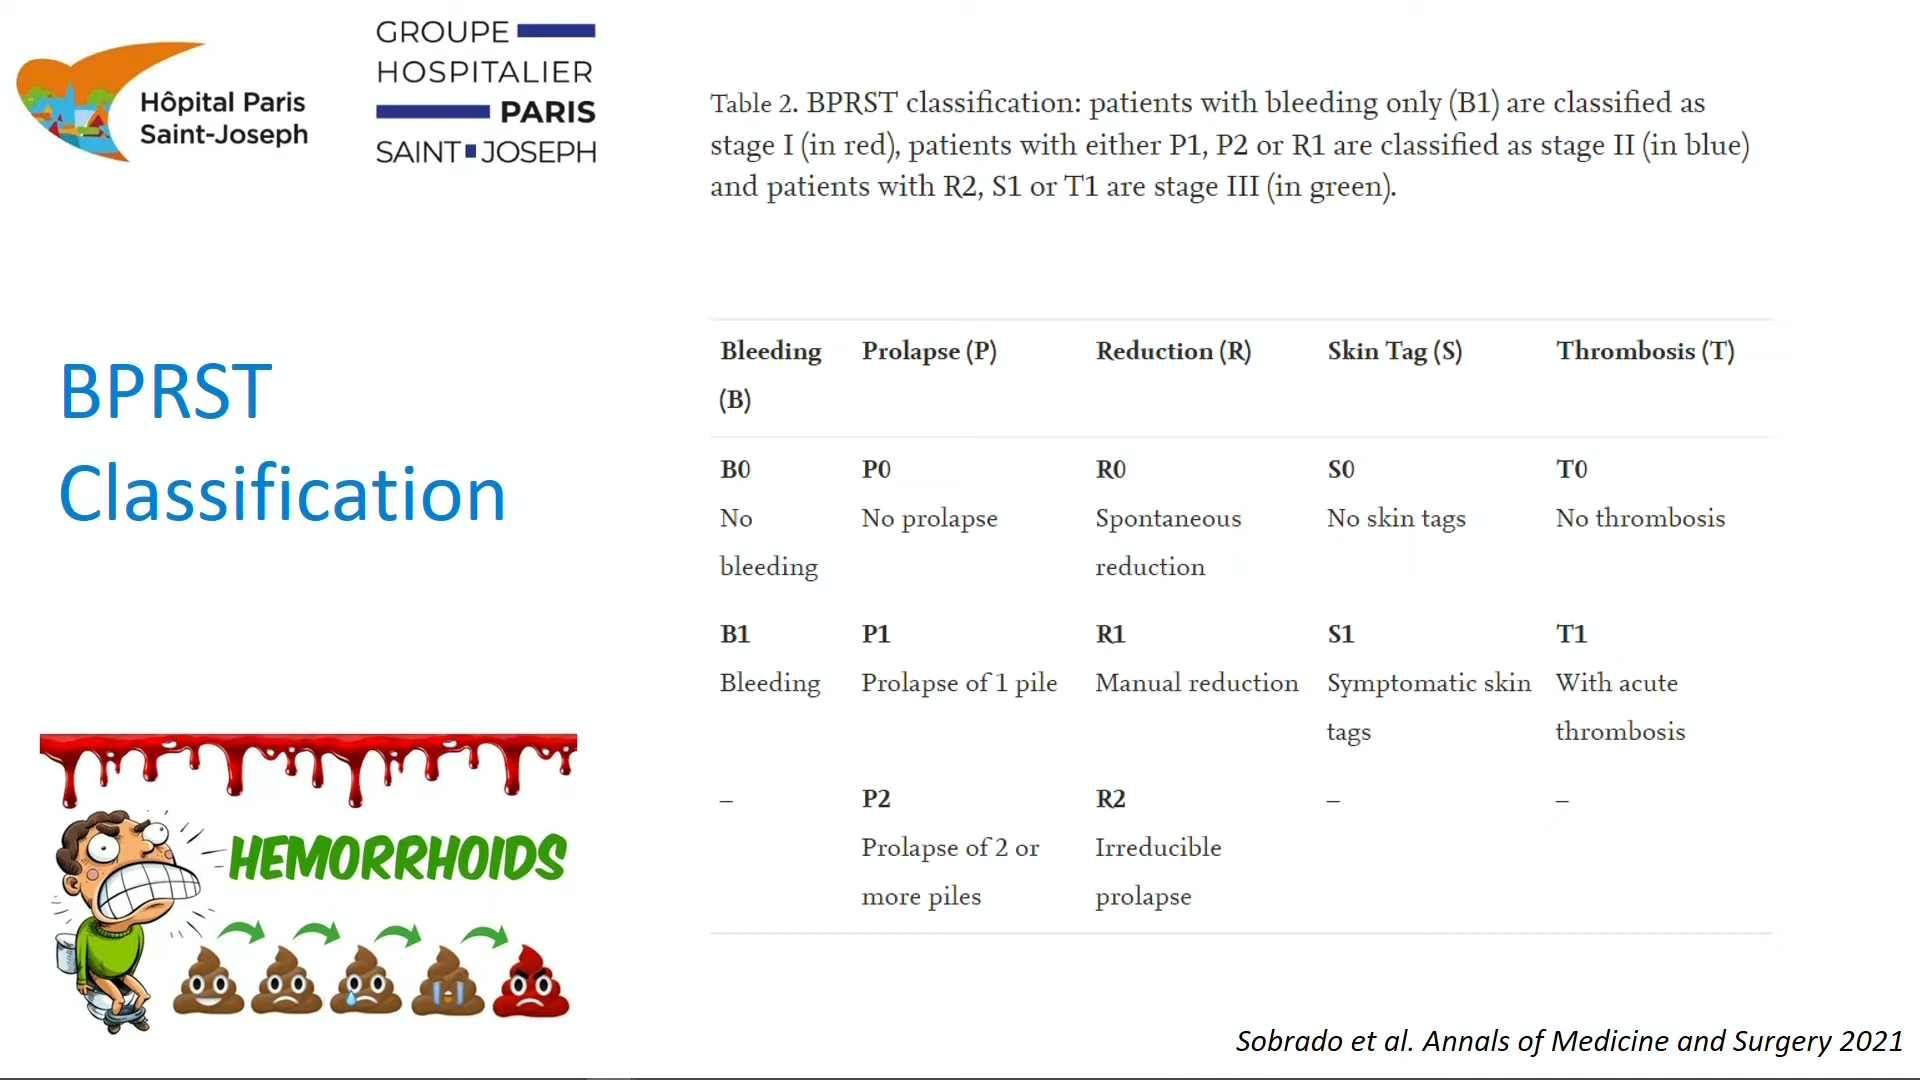 Hôpital Paris
Saint-Joseph
GROUPE
HOSPITALIER
PARIS
SAINT JOSEPH
Table 2. BPRST classification: patients with bleeding only (B1) are classified as
stage I (in red), patients with either P1, P2 or R1 are classified as stage II (in blue)
and patients with R2, S1 or T1 are stage III (in green).
BPRST
Classification
Bleeding (B) Prolapse (P) Reduction (R) Skin Tag (S) Thrombosis (T)
B0 P0 R0 S0 T0
No No prolapse Spontaneous No skin tags No thrombosis
bleeding reduction
B1 P1 R1 S1 T1
Bleeding Prolapse of 1 pile Manual reduction Symptomatic skin With acute
tags thrombosis
– P2 R2 – –
Prolapse of 2 or Irreducible
more piles prolapse
HEMORRHOIDS
Sobrado et al. Annals of Medicine and Surgery 2021